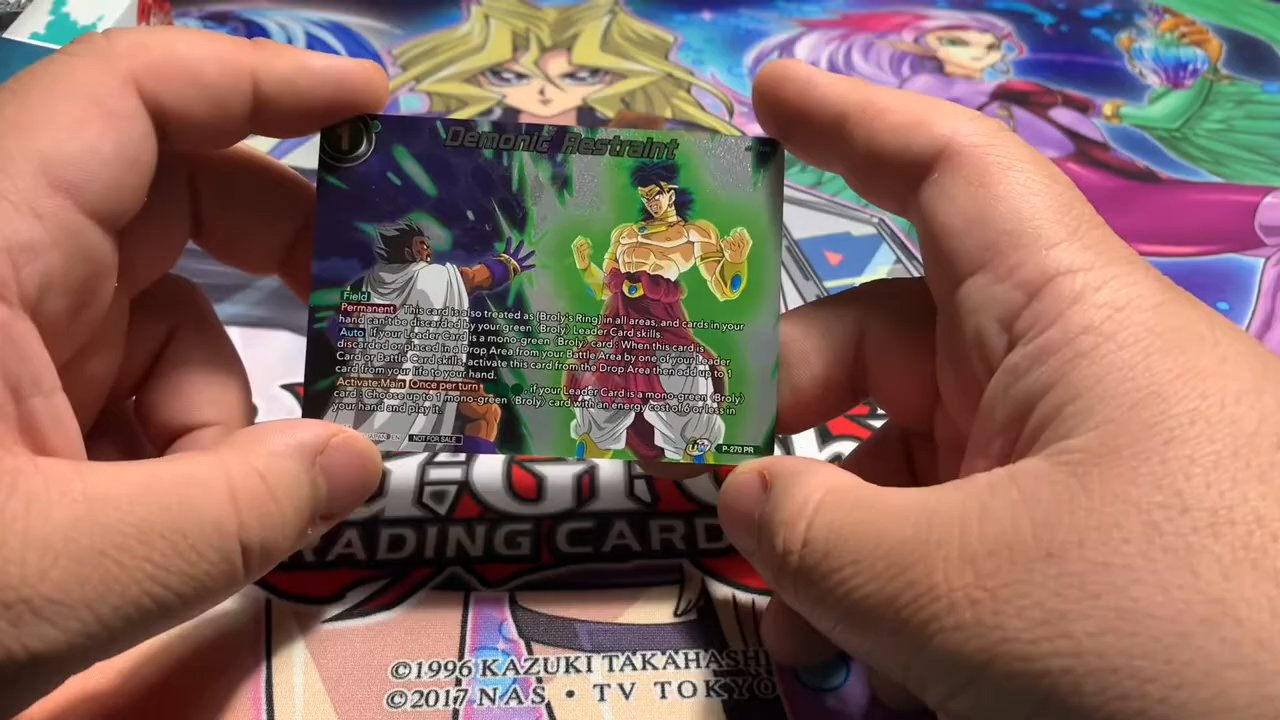 1
Demonic Restraint
Field
Permanent This card is also treated as {Broly's Ring} in all areas, and cards in your
hand can't be discarded by your green 《Broly》 Leader Card skills.
Auto If your Leader Card is a mono-green 《Broly》 card : When this card is
discarded or placed in a Drop Area from your Battle Area by one of your Leader
Card or Battle Card skills, activate this card from the Drop Area then add up to 1
card from your life to your hand.
Activate:Main Once per turn , if your Leader Card is a mono-green 《Broly》
card : Choose up to 1 mono-green 《Broly》 card with an energy cost of 6 or less in
your hand and play it.
JAPAN EN NOT FOR SALE
P-270 PR
TRADING CARD
©1996 KAZUKI TAKAHASHI
©2017 NAS • TV TOKYO